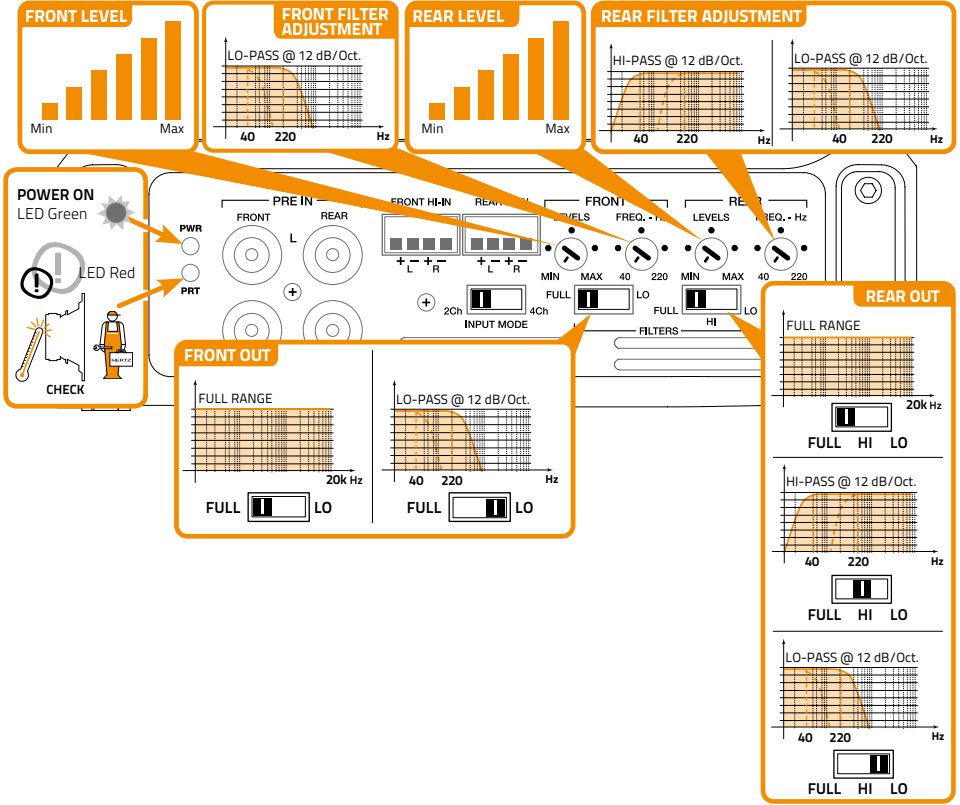 FRONT LEVEL
Min Max
FRONT FILTER
ADJUSTMENT
LO-PASS @ 12 dB/Oct.
40 220 Hz
REAR LEVEL
Min Max
REAR FILTER ADJUSTMENT
HI-PASS @ 12 dB/Oct.
40 220 Hz
LO-PASS @ 12 dB/Oct.
40 220 Hz
POWER ON
LED Green
LED Red
CHECK
HERTZ
PWR
PRT
PRE IN
FRONT REAR
L
FRONT HI-IN
+ - + -
L R
REAR
+ - + -
L R
2Ch 4Ch
INPUT MODE
FRONT
LEVELS FREQ. - Hz
MIN MAX 40 220
FULL LO
REAR
LEVELS FREQ. - Hz
MIN MAX 40 220
FULL LO
HI
FILTERS
FRONT OUT
FULL RANGE
20k Hz
FULL LO
LO-PASS @ 12 dB/Oct.
40 220 Hz
FULL LO
REAR OUT
FULL RANGE
20k Hz
FULL HI LO
HI-PASS @ 12 dB/Oct.
40 220 Hz
FULL HI LO
LO-PASS @ 12 dB/Oct.
40 220 Hz
FULL HI LO